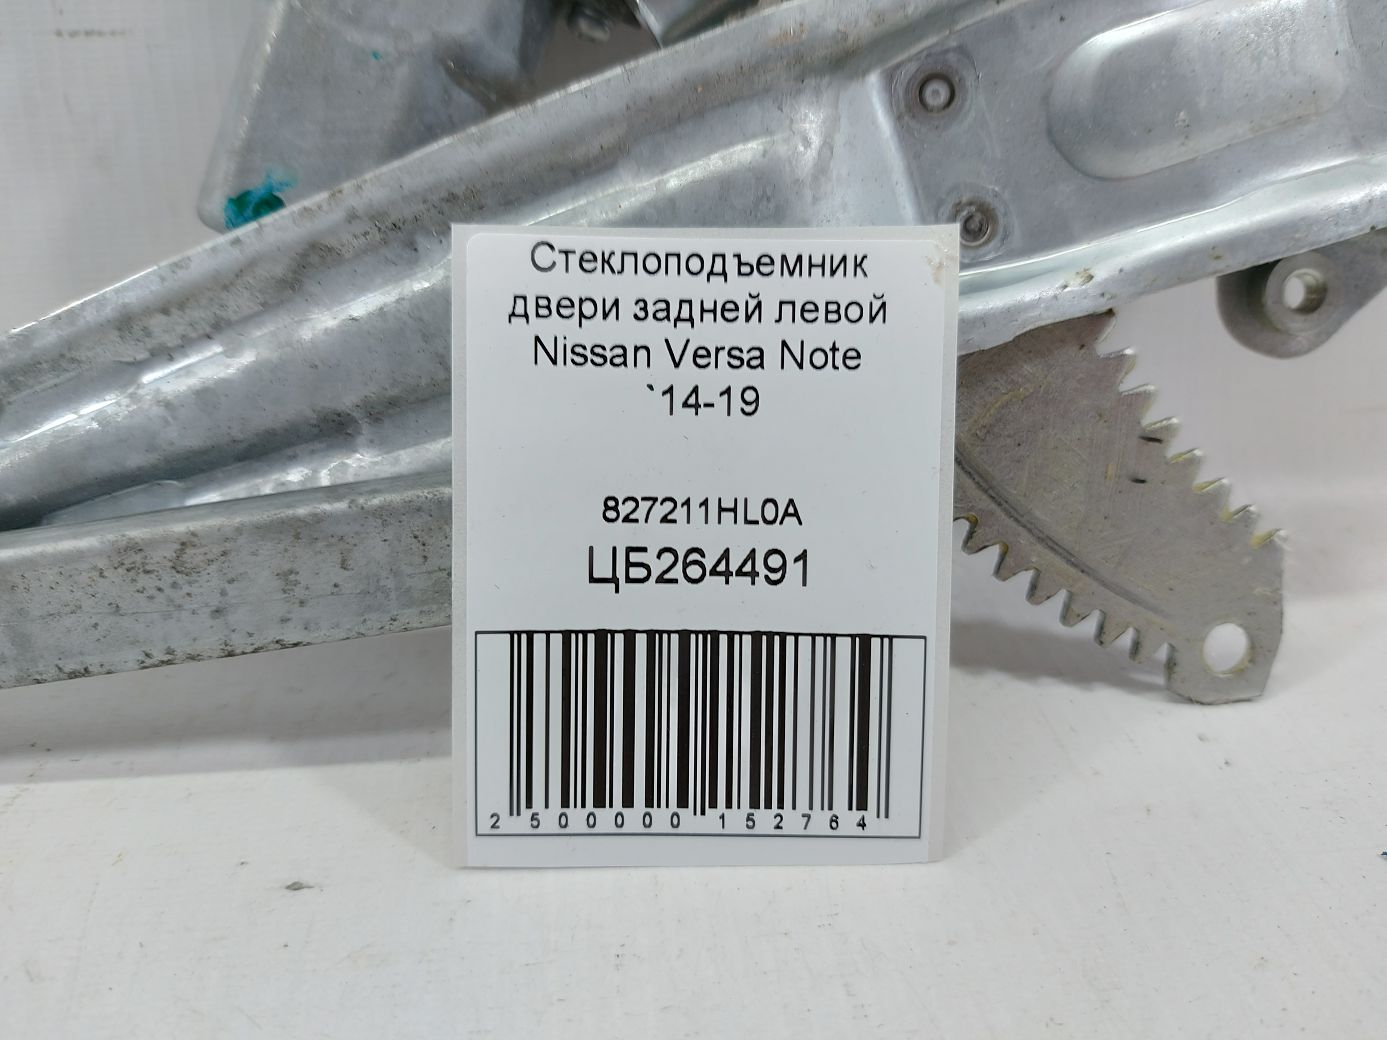 Стеклоподъемник
двери задней левой
Nissan Versa Note
`14-19
827211HL0A
ЦБ264491
2 500000 152764